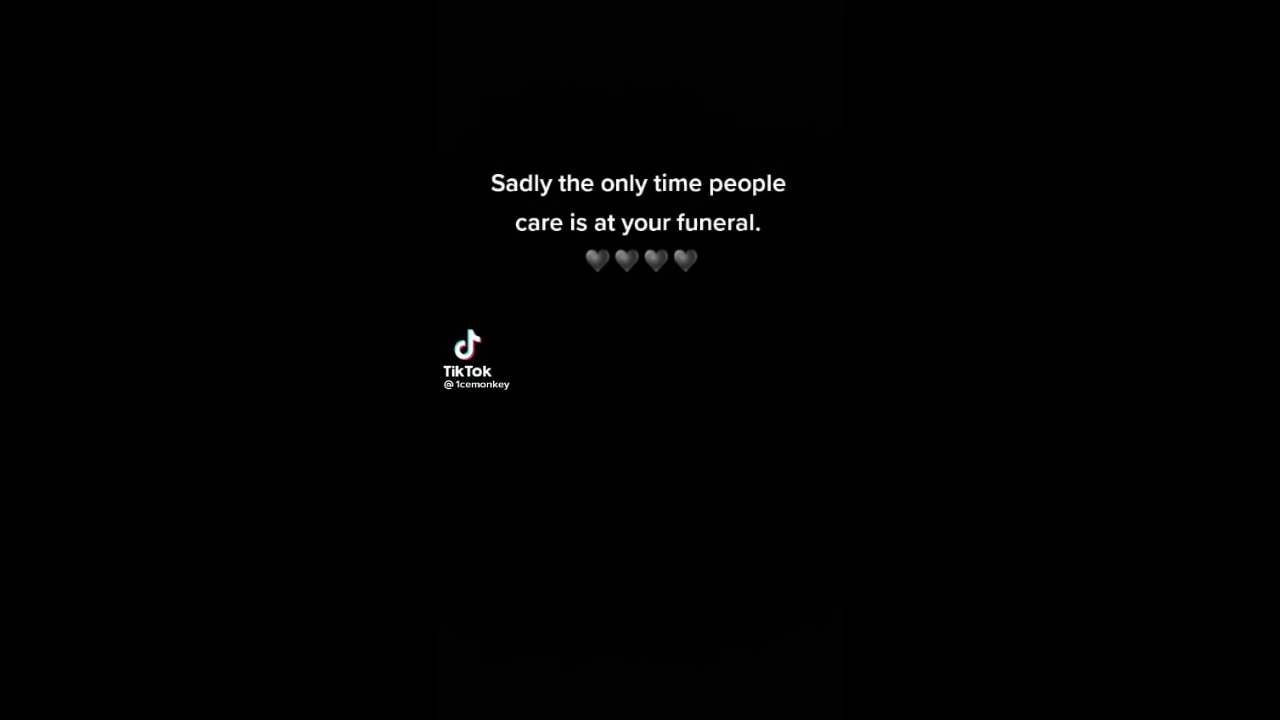 Sadly the only time people
care is at your funeral.
🖤🖤🖤🖤
TikTok
@1cemonkey